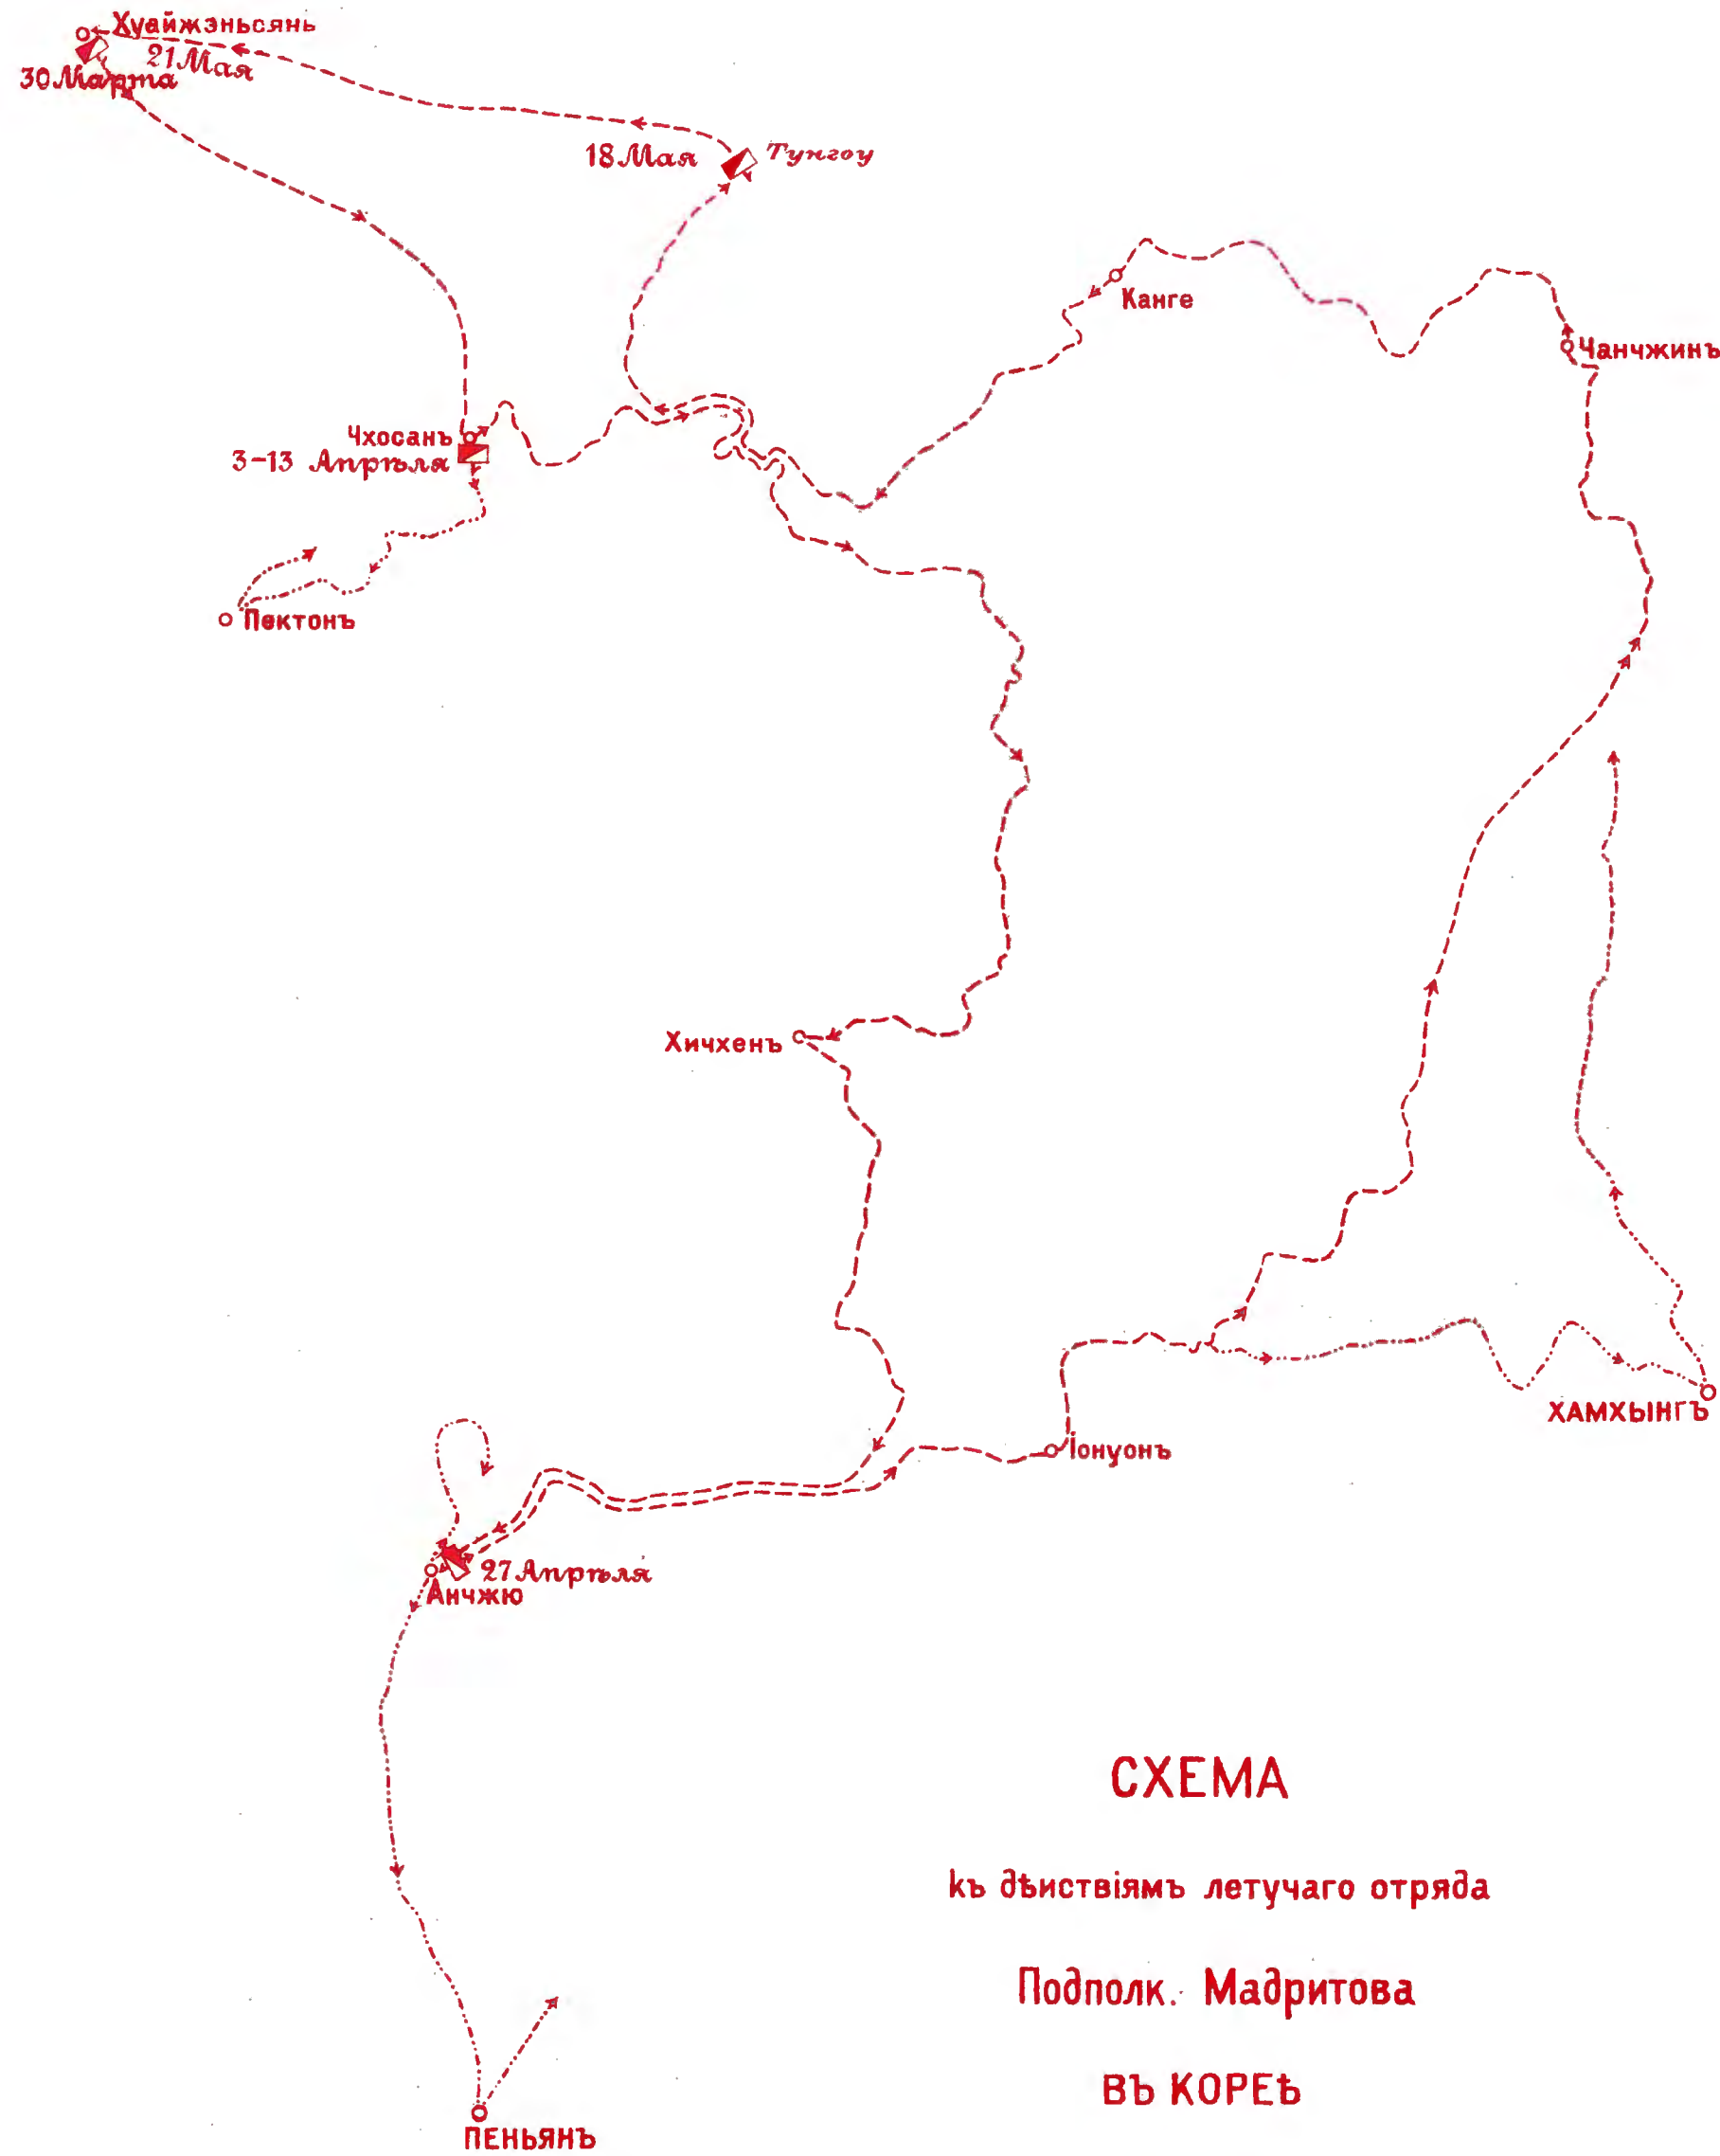 Хуайжэньсянь
21 Мая
30 Марта
18 Мая
Тунгоу
Канге
Чанчжинъ
Чхосанъ
3-13 Апрѣля
Пектонъ
Хичхенъ
ХАМХЫНГЪ
Іонуонъ
27 Апрѣля
Анчжю
СХЕМА
къ дѣиствіямъ летучаго отряда
Подполк. Мадритова
ВЪ КОРЕѢ
ПЕНЬЯНЪ